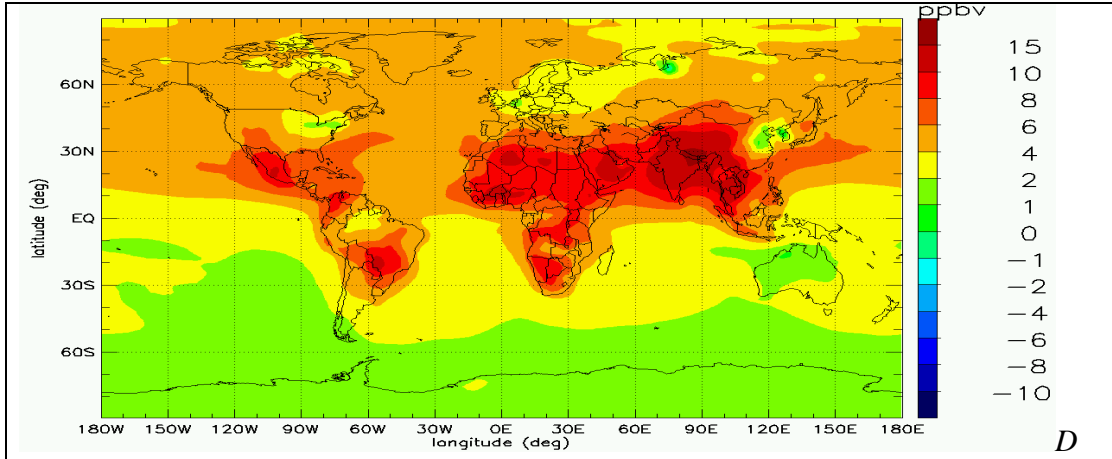 ppbv
15
10
8
6
4
2
1
0
−1
−2
−4
−6
−8
−10
60N
30N
EQ
30S
60S
latitude (deg)
180W 150W 120W 90W 60W 30W 0E 30E 60E 90E 120E 150E 180E
longitude (deg)
D